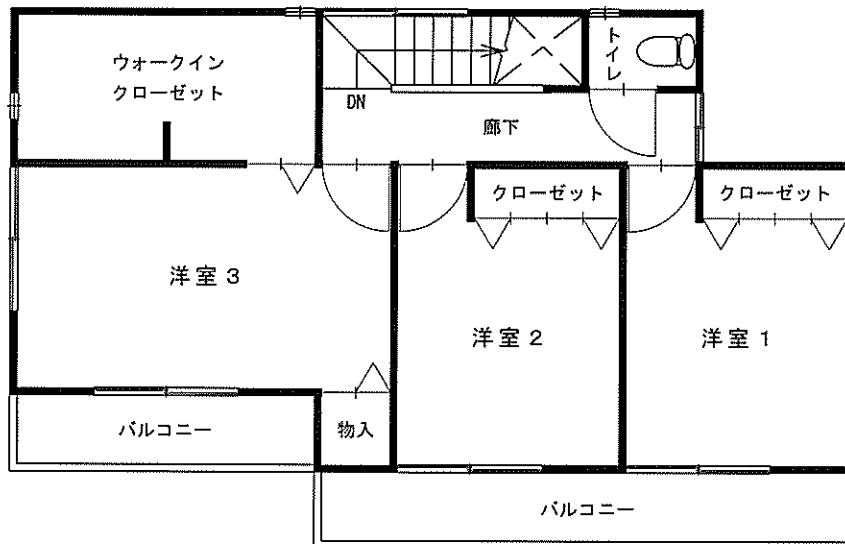 ウォークイン
クローゼット
トイレ
DN
廊下
クローゼット
クローゼット
洋室3
洋室2
洋室1
バルコニー
物入
バルコニー